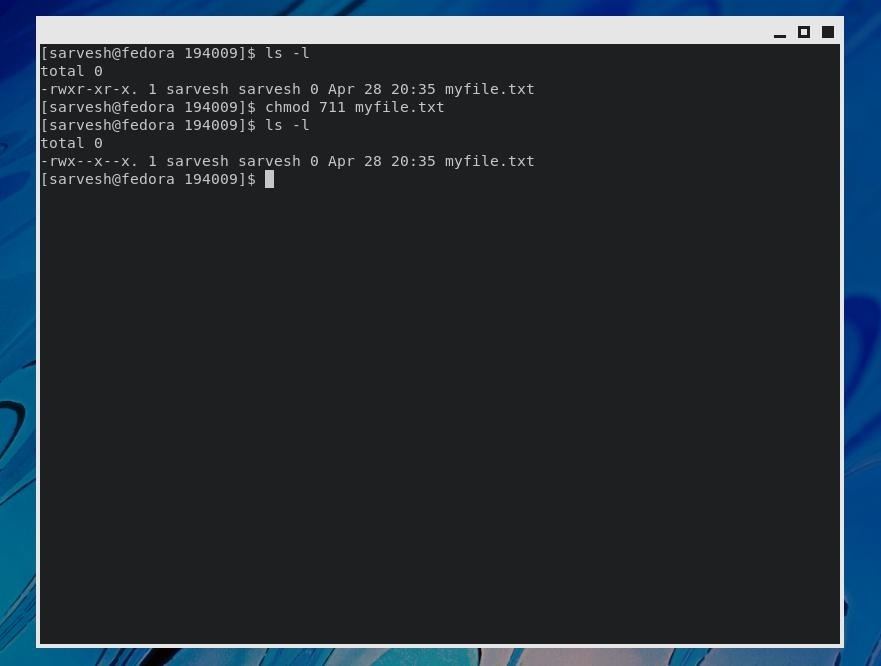 [sarvesh@fedora 194009]$ ls -l
total 0
-rwxr-xr-x. 1 sarvesh sarvesh 0 Apr 28 20:35 myfile.txt
[sarvesh@fedora 194009]$ chmod 711 myfile.txt
[sarvesh@fedora 194009]$ ls -l
total 0
-rwx--x--x. 1 sarvesh sarvesh 0 Apr 28 20:35 myfile.txt
[sarvesh@fedora 194009]$